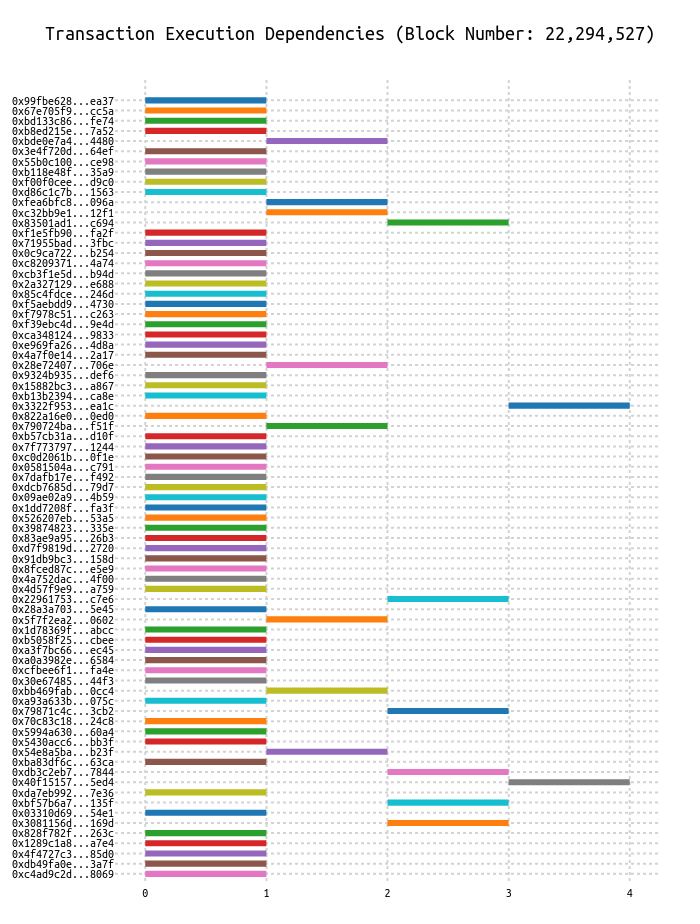 Transaction Execution Dependencies (Block Number: 22,294,527)
0x99fbe628...ea37
0x67e705f9...cc5a
0xbd133c86...fe74
0xb8ed215e...7a52
0xbde0e7a4...4480
0x3e4f720d...64ef
0x55b0c100...ce98
0xb118e48f...35a9
0xf00f0cee...d9c0
0xd86c1c7b...1563
0xfea6bfc8...096a
0xc32bb9e1...12f1
0x83501ad1...c694
0xf1e5fb90...fa2f
0x71955bad...3fbc
0x0c9ca722...b254
0xc8209371...4a74
0xcb3f1e5d...b94d
0x2a327129...e688
0x85c4fdce...246d
0xf5aebdd9...4730
0xf7978c51...c263
0xf39ebc4d...9e4d
0xca348124...9833
0xe969fa26...4d8a
0x4a7f0e14...2a17
0x28e72407...706e
0x9324b935...def6
0x15882bc3...a867
0xb13b2394...ca8e
0x3322f953...ea1c
0x822a16e0...0ed0
0x790724ba...f51f
0xb57cb31a...d10f
0x7f773797...1244
0xc0d2061b...0f1e
0x0581504a...c791
0x7dafb17e...f492
0xdcb7685d...79d7
0x09ae02a9...4b59
0x1dd7208f...fa3f
0x526207eb...53a5
0x39874823...335e
0x83ae9a95...26b3
0xd7f9819d...2720
0x91db9bc3...158d
0x8fced87c...e5e9
0x4a752dac...4f00
0x4d57f9e9...a759
0x22961753...c7e6
0x28a3a703...5e45
0x5f7f2ea2...0602
0x1d78369f...abcc
0xb5058f25...cbee
0xa3f7bc66...ec45
0xa0a3982e...6584
0xcfbee6f1...fa4e
0x30e67485...44f3
0xbb469fab...0cc4
0xa93a633b...075c
0x79871c4c...3cb2
0x70c83c18...24c8
0x5994a630...60a4
0x5430acc6...bb3f
0x54e8a5ba...b23f
0xba83df6c...63ca
0xdb3c2eb7...7844
0x40f15157...5ed4
0xda7eb992...7e36
0xbf57b6a7...135f
0x03310d69...54e1
0x3081156d...169d
0x828f782f...263c
0x1289c1a8...a7e4
0x4f4727c3...85d0
0xdb49fa0e...3a7f
0xc4ad9c2d...8069
0 1 2 3 4